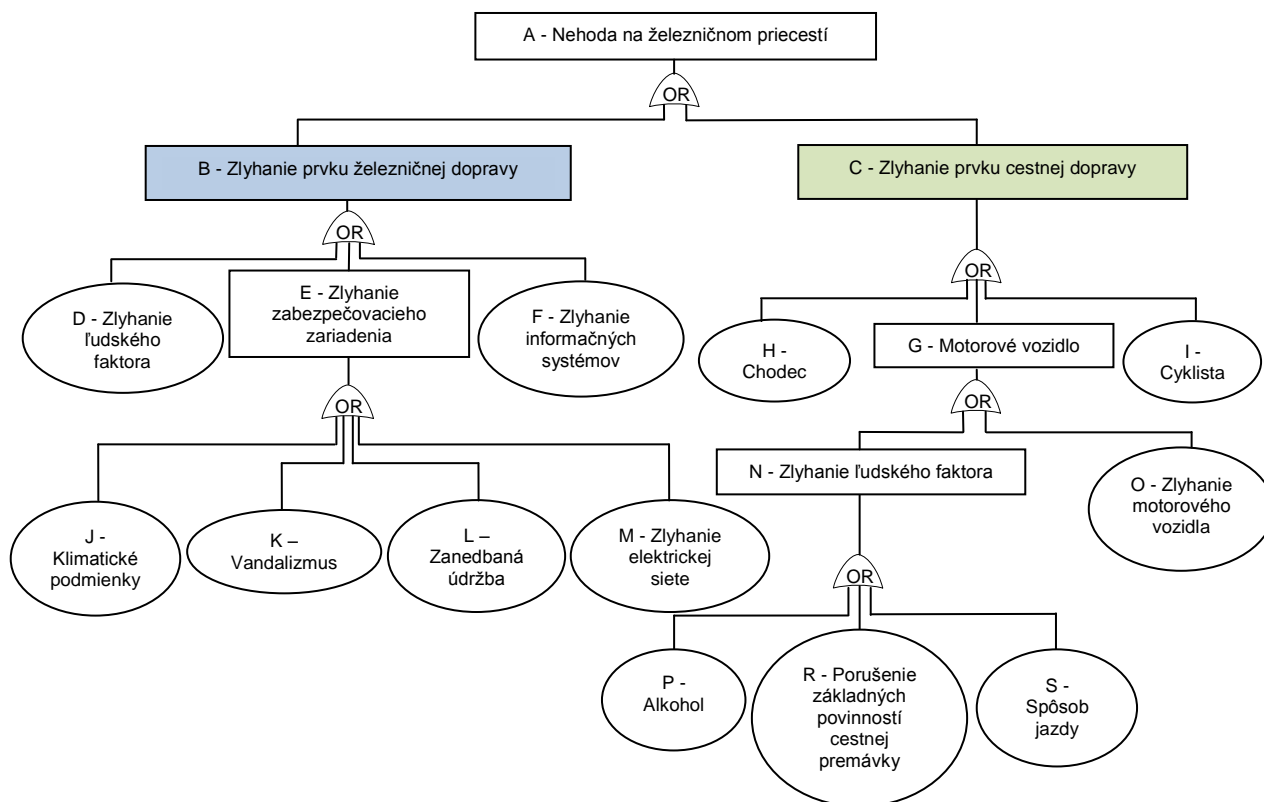 A - Nehoda na železničnom priecestí
OR
B - Zlyhanie prvku železničnej dopravy
C - Zlyhanie prvku cestnej dopravy
OR
OR
D - Zlyhanie
ľudského
faktora
E - Zlyhanie
zabezpečovacieho
zariadenia
F - Zlyhanie
informačných
systémov
H -
Chodec
G - Motorové vozidlo
I -
Cyklista
OR
OR
N - Zlyhanie ľudského faktora
O - Zlyhanie
motorového
vozidla
J -
Klimatické
podmienky
K –
Vandalizmus
L –
Zanedbaná
údržba
M - Zlyhanie
elektrickej
siete
OR
P -
Alkohol
R - Porušenie
základných
povinností
cestnej
premávky
S -
Spôsob
jazdy